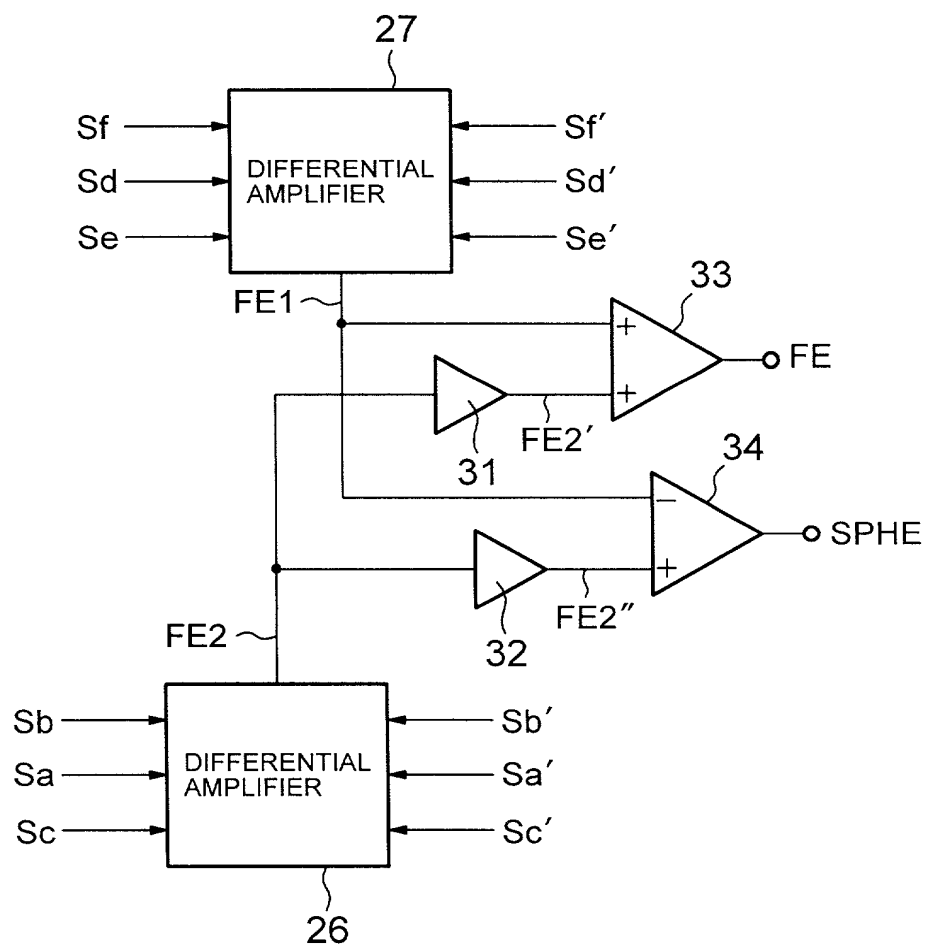 27
Sf
Sf′
DIFFERENTIAL
AMPLIFIER
Sd
Sd′
Se
Se′
FE1
33
+
+
FE
31
FE2′
34
−
+
SPHE
32
FE2″
FE2
Sb
Sb′
DIFFERENTIAL
AMPLIFIER
Sa
Sa′
Sc
Sc′
26